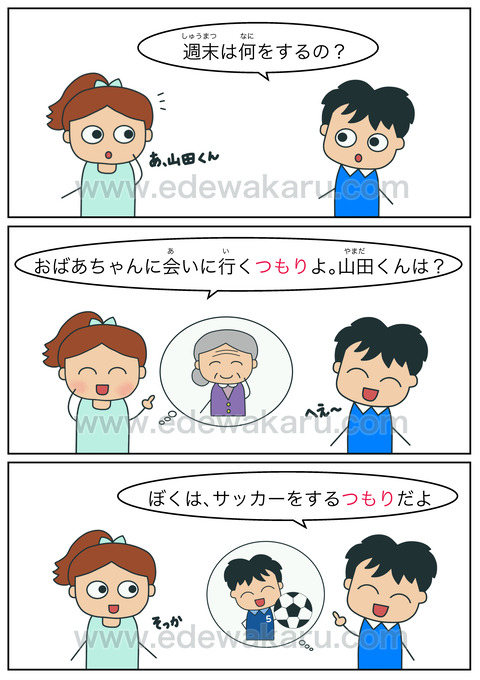 しゅうまつ なに
週末は何をするの？
あ、山田くん
www.edewakaru.com
あ い やまだ
おばあちゃんに会いに行くつもりよ。山田くんは？
へえ〜
www.edewakaru.com
ぼくは、サッカーをするつもりだよ
5
そっか
www.edewakaru.com